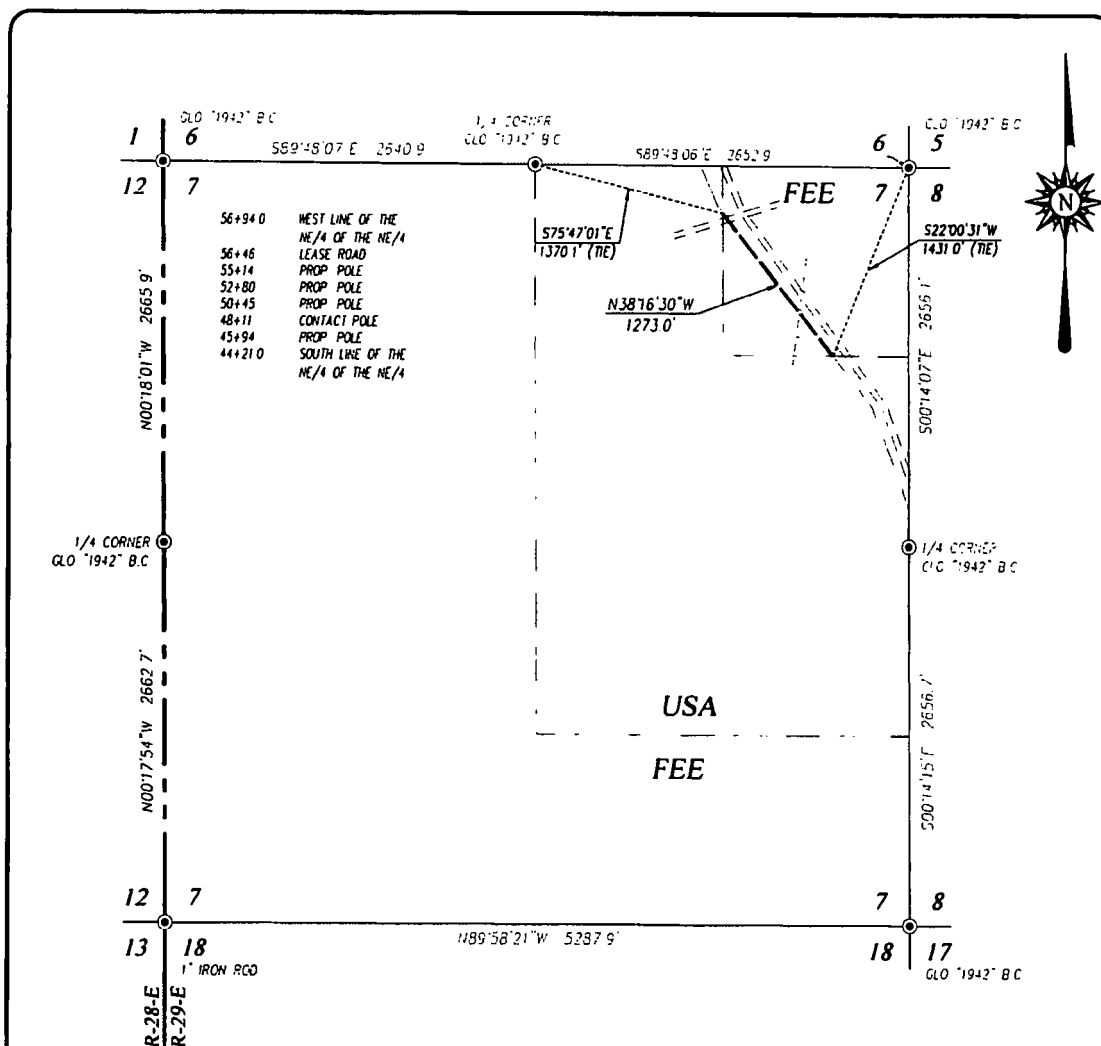 GLO "1942" B.C
1/4 CORNER
GLO "1942" B.C
GLO "1942" B C
1 6
6 5
S89°48'07"E 2640 9
S89°48'06"E 2652 9
12 7
7 8
FEE
N
56+94 0 WEST LINE OF THE
NE/4 OF THE NE/4
56+46 LEASE ROAD
55+14 PROP POLE
52+80 PROP POLE
50+45 PROP POLE
48+11 CONTACT POLE
45+94 PROP POLE
44+21 0 SOUTH LINE OF THE
NE/4 OF THE NE/4
S75°47'01"E
1370 1' (TIE)
S22°00'31"W
1431 0' (TIE)
N38°16'30"W
1273.0'
N00°18'01"W 2665 9'
S00°14'07"E 2656.1'
1/4 CORNER
GLO "1942" B.C
1/4 CORNER
GLO "1942" B C
N00°17'54"W 2662 7'
S00°14'15"E 2656.7'
USA
FEE
12 7
7 8
N89°58'21"W 5287 9'
13 18
1" IRON ROD
18 17
GLO "1942" B C
R-28-E
R-29-E